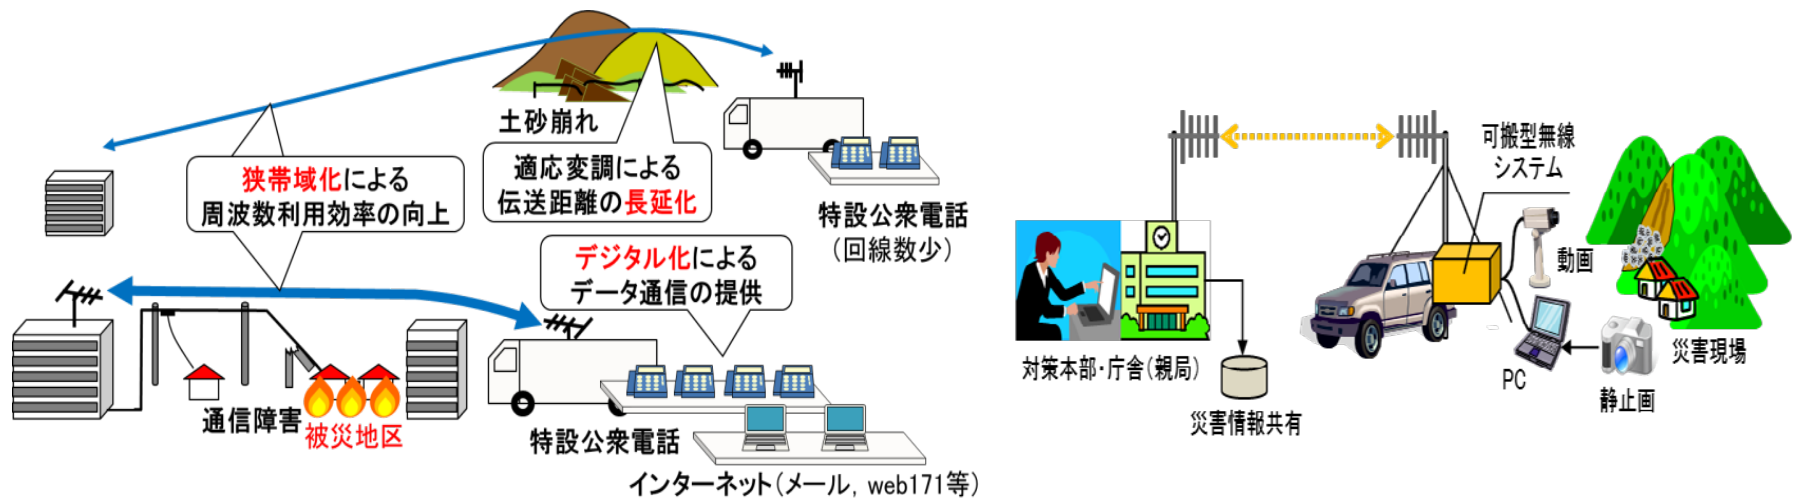 土砂崩れ
狭帯域化による
周波数利用効率の向上
適応変調による
伝送距離の長延化
特設公衆電話
（回線数少）
デジタル化による
データ通信の提供
通信障害
被災地区
特設公衆電話
インターネット（メール，web171等）
可搬型無線
システム
動画
災害現場
PC
静止画
対策本部・庁舎（親局）
災害情報共有